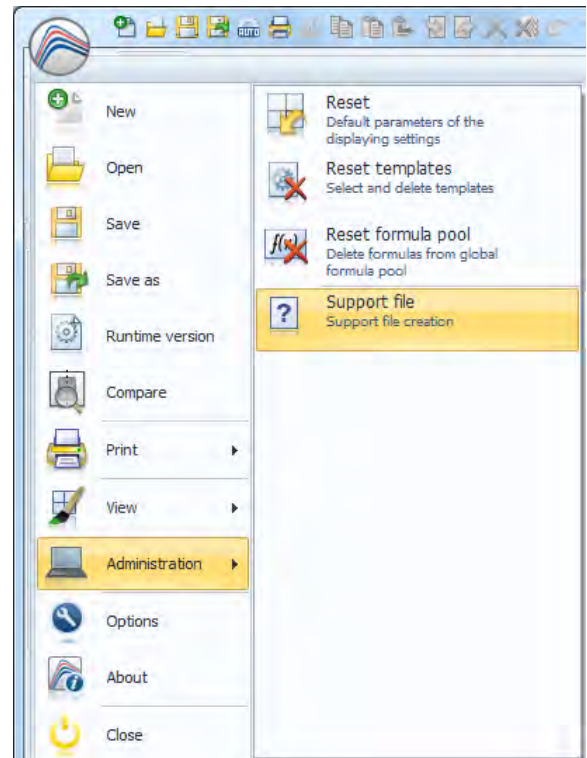 AUTO
New
Open
Save
Save as
Runtime version
Compare
Print
View
Administration
Options
About
Close
Reset
Default parameters of the
displaying settings
Reset templates
Select and delete templates
f(x)
Reset formula pool
Delete formulas from global
formula pool
?
Support file
Support file creation